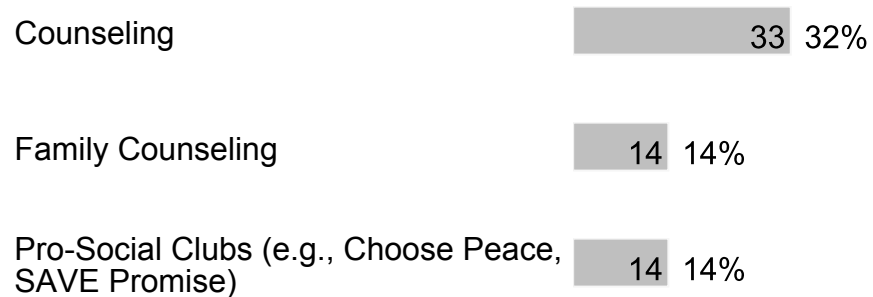 Counseling 33 32%
Family Counseling 14 14%
Pro-Social Clubs (e.g., Choose Peace,
SAVE Promise) 14 14%